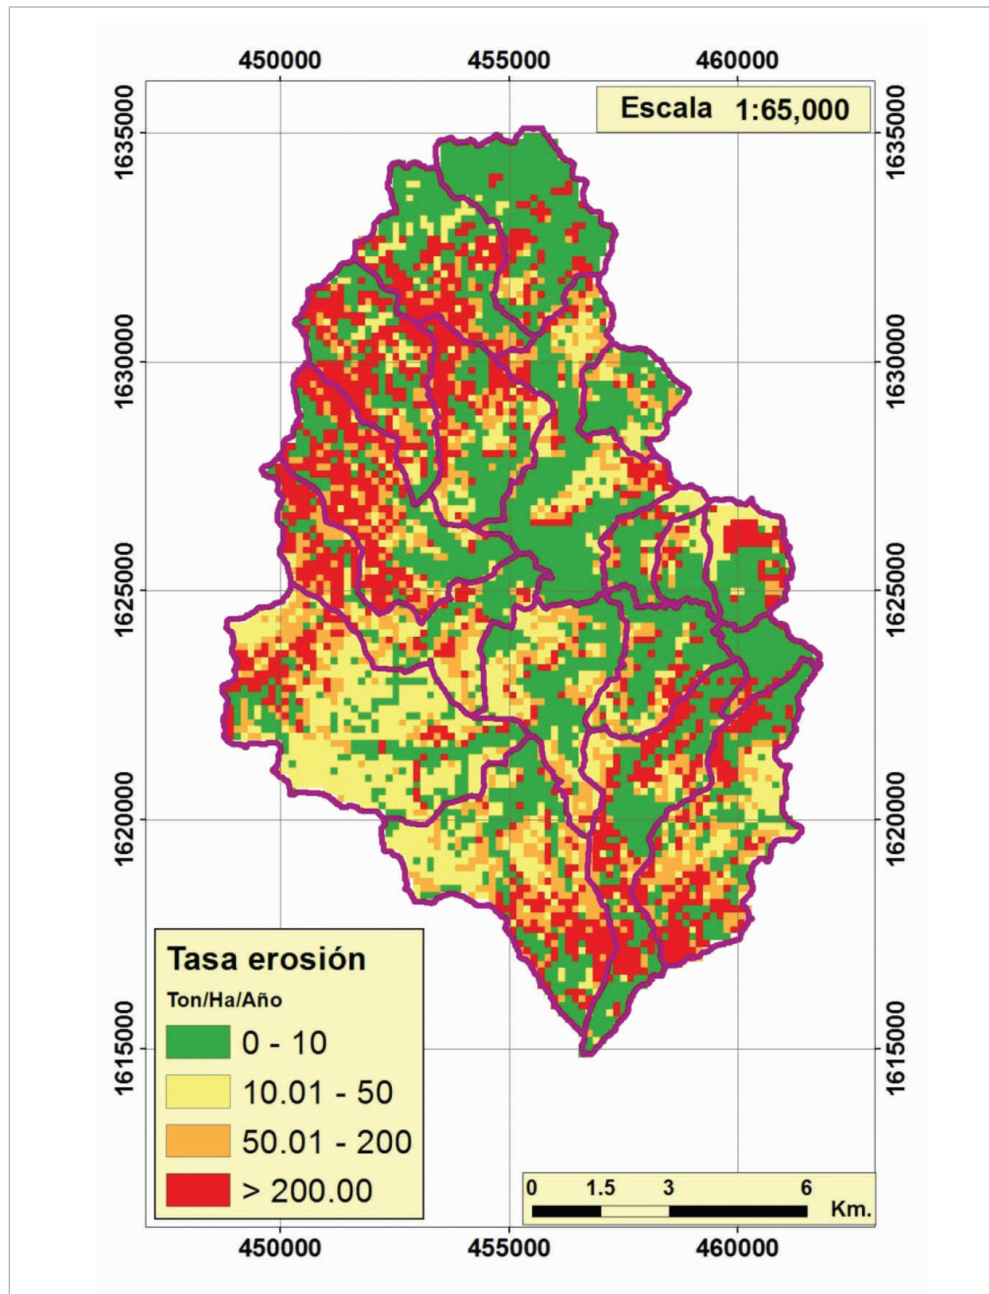 450000 455000 460000
Escala 1:65,000
1635000 1635000
1630000 1630000
1625000 1625000
1620000 1620000
1615000 1615000
Tasa erosión
Ton/Ha/Año
0 - 10
10.01 - 50
50.01 - 200
> 200.00
0 1.5 3 6
Km.
450000 455000 460000